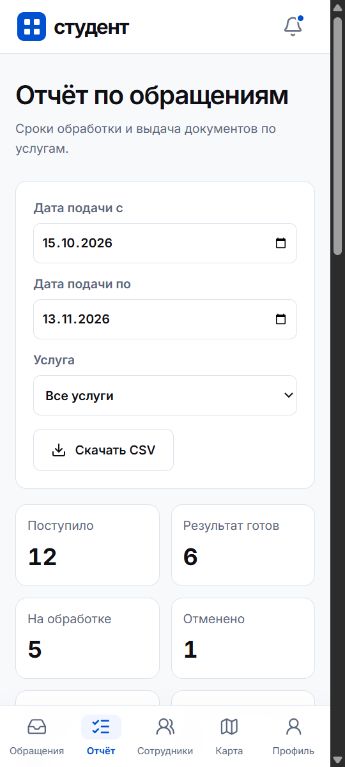 студент
Отчёт по обращениям
Сроки обработки и выдача документов по
услугам.
Дата подачи с
15.10.2026
Дата подачи по
13.11.2026
Услуга
Все услуги
Скачать CSV
Поступило
Результат готов
12
6
На обработке
Отменено
5
1
Обращения
Отчёт
Сотрудники
Карта
Профиль